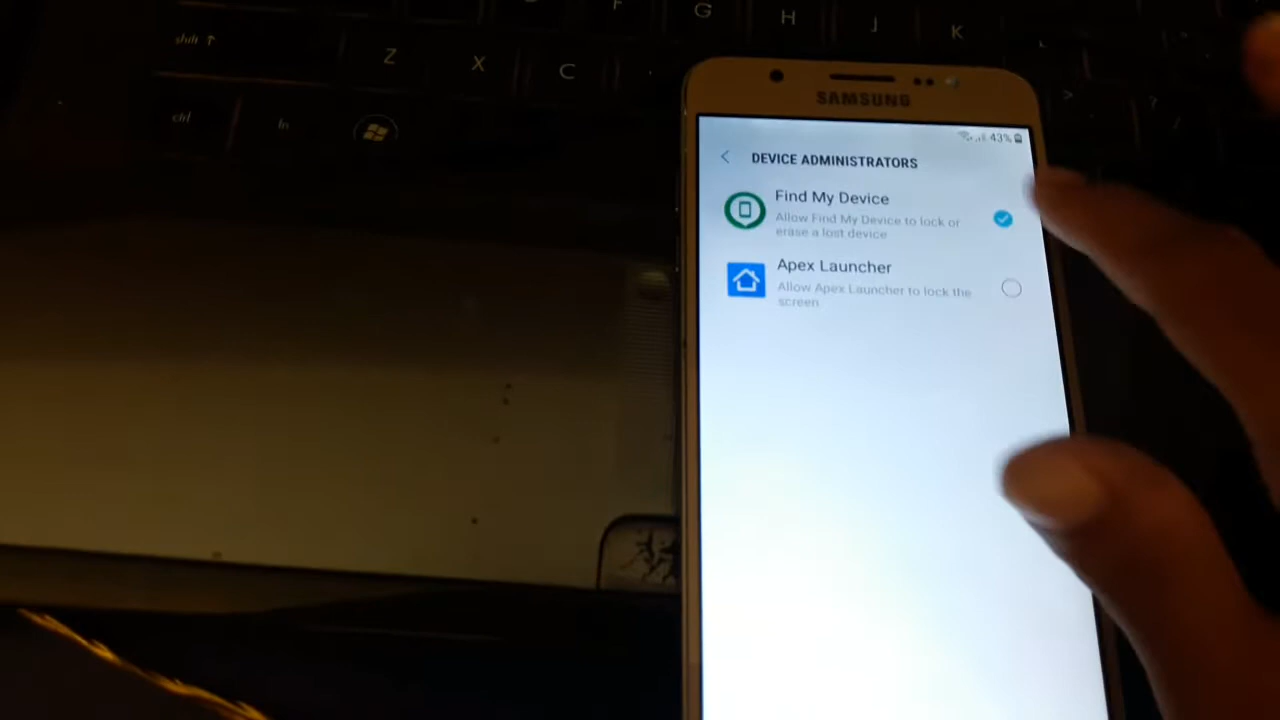 F G H J K
shift ↑ Z X C > ?
ctrl fn
SAMSUNG
43%
DEVICE ADMINISTRATORS
Find My Device
Allow Find My Device to lock or
erase a lost device
Apex Launcher
Allow Apex Launcher to lock the
screen